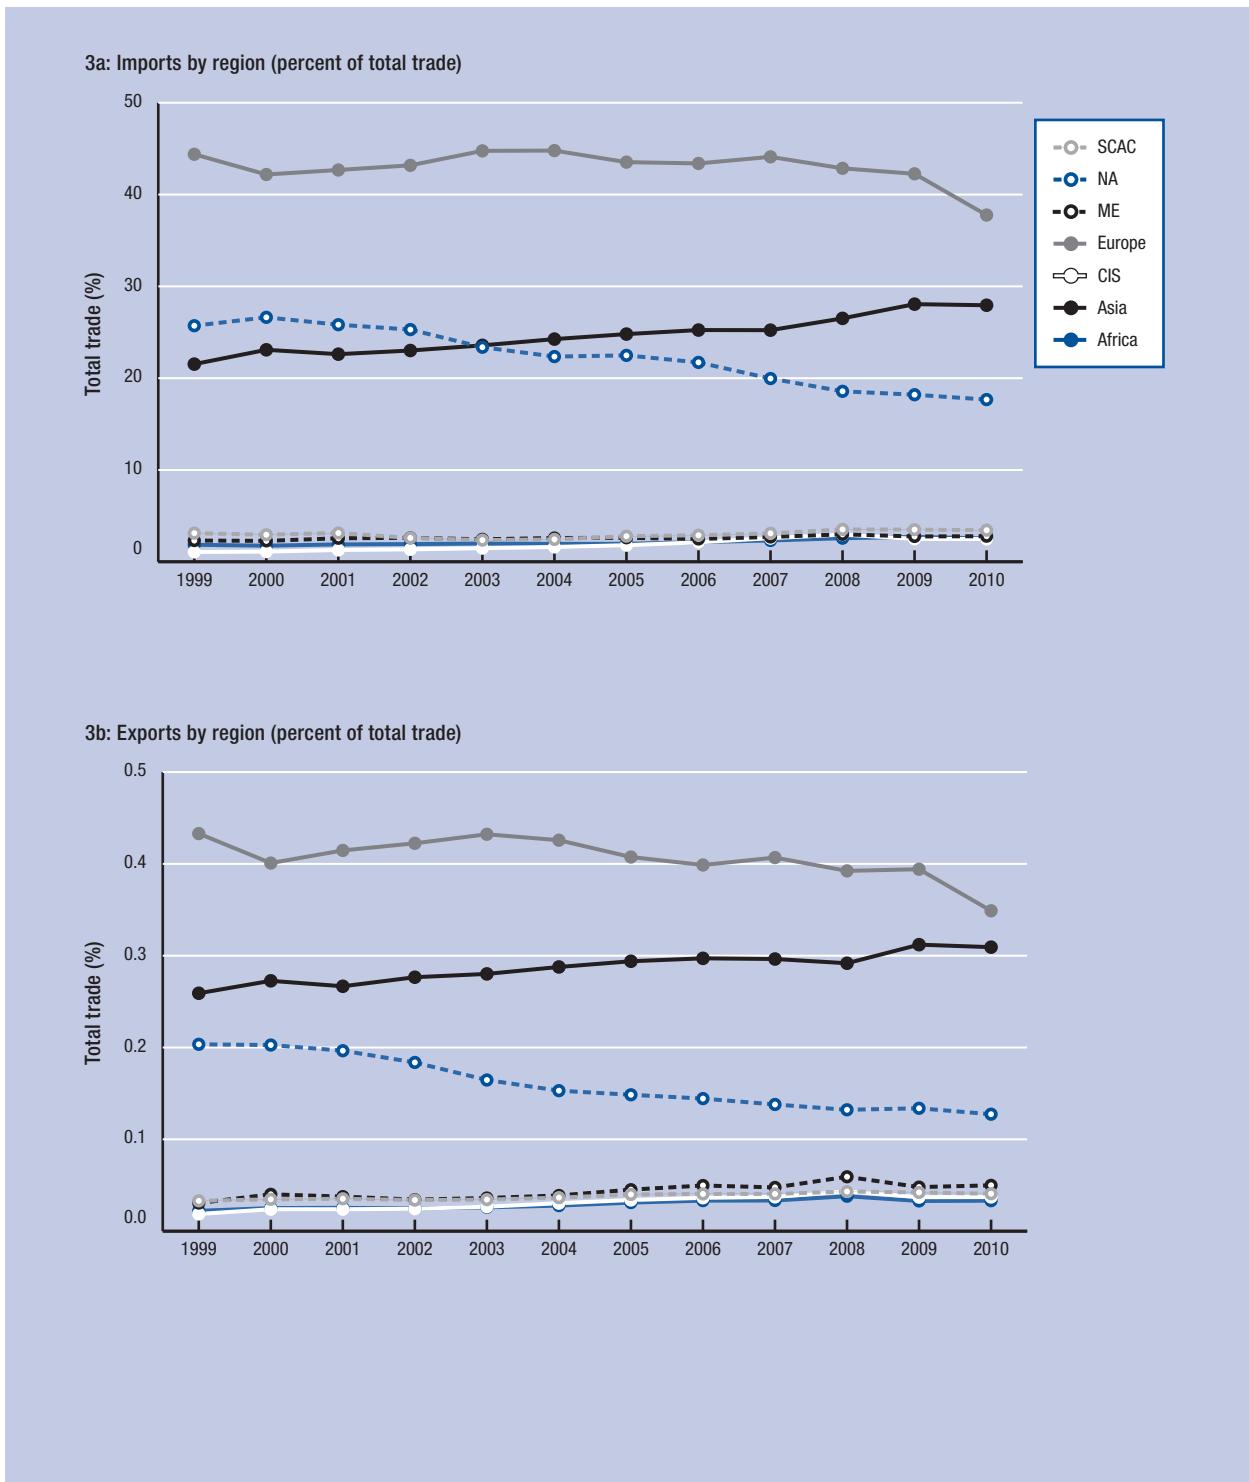 3a: Imports by region (percent of total trade)
50
40
30
20
10
0
Total trade (%)
1999 2000 2001 2002 2003 2004 2005 2006 2007 2008 2009 2010
SCAC
NA
ME
Europe
CIS
Asia
Africa
3b: Exports by region (percent of total trade)
0.5
0.4
0.3
0.2
0.1
0.0
Total trade (%)
1999 2000 2001 2002 2003 2004 2005 2006 2007 2008 2009 2010